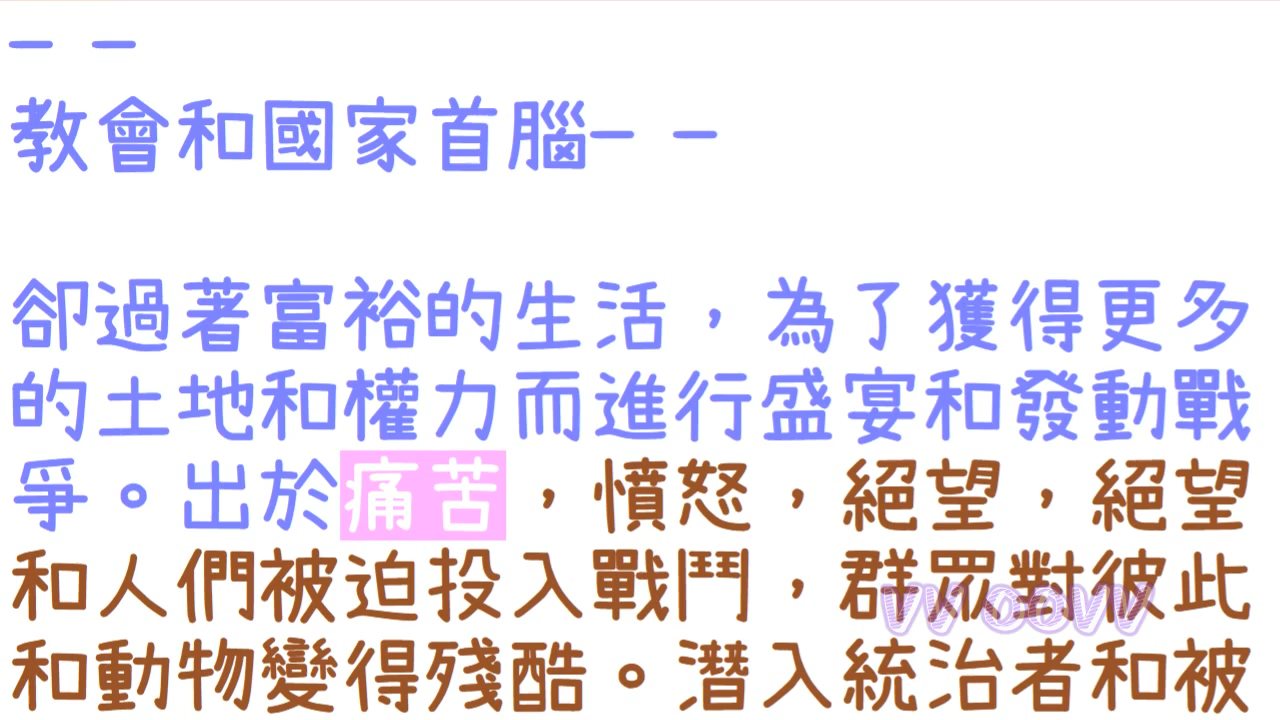 — —
教會和國家首腦— —
卻過著富裕的生活，為了獲得更多
的土地和權力而進行盛宴和發動戰
爭。出於痛苦，憤怒，絕望，絕望
和人們被迫投入戰鬥，群眾對彼此
和動物變得殘酷。潛入統治者和被
vv oovv